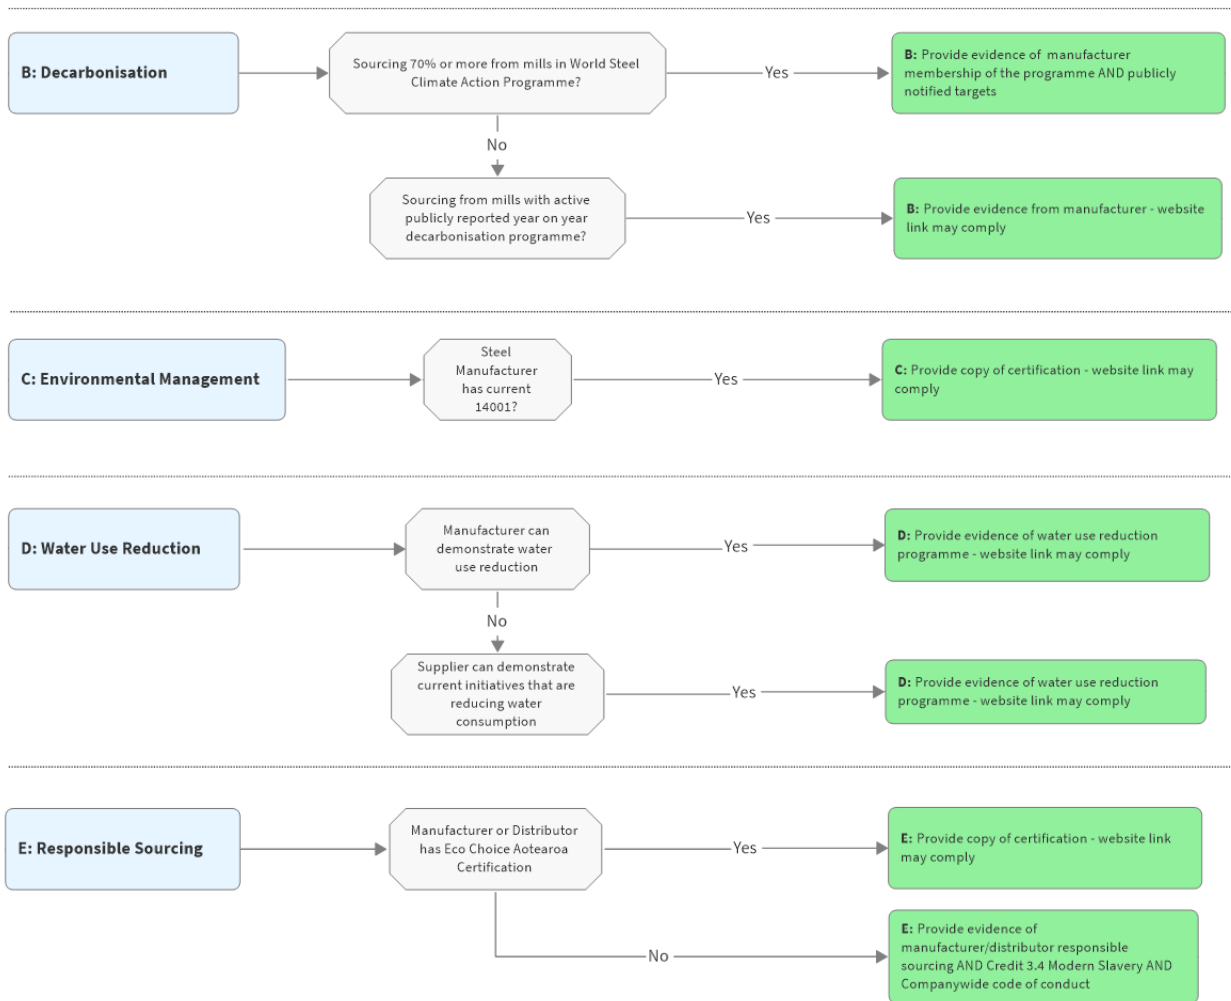 B: Decarbonisation
Sourcing 70% or more from mills in World Steel
Climate Action Programme?
Yes
B: Provide evidence of manufacturer
membership of the programme AND publicly
notified targets
No
Sourcing from mills with active
publicly reported year on year
decarbonisation programme?
Yes
B: Provide evidence from manufacturer - website
link may comply
C: Environmental Management
Steel
Manufacturer
has current
14001?
Yes
C: Provide copy of certification - website link may
comply
D: Water Use Reduction
Manufacturer can
demonstrate water
use reduction
Yes
D: Provide evidence of water use reduction
programme - website link may comply
No
Supplier can demonstrate
current initiatives that are
reducing water
consumption
Yes
D: Provide evidence of water use reduction
programme - website link may comply
E: Responsible Sourcing
Manufacturer or Distributor
has Eco Choice Aotearoa
Certification
Yes
E: Provide copy of certification - website link
may comply
No
E: Provide evidence of
manufacturer/distributor responsible
sourcing AND Credit 3.4 Modern Slavery AND
Companywide code of conduct